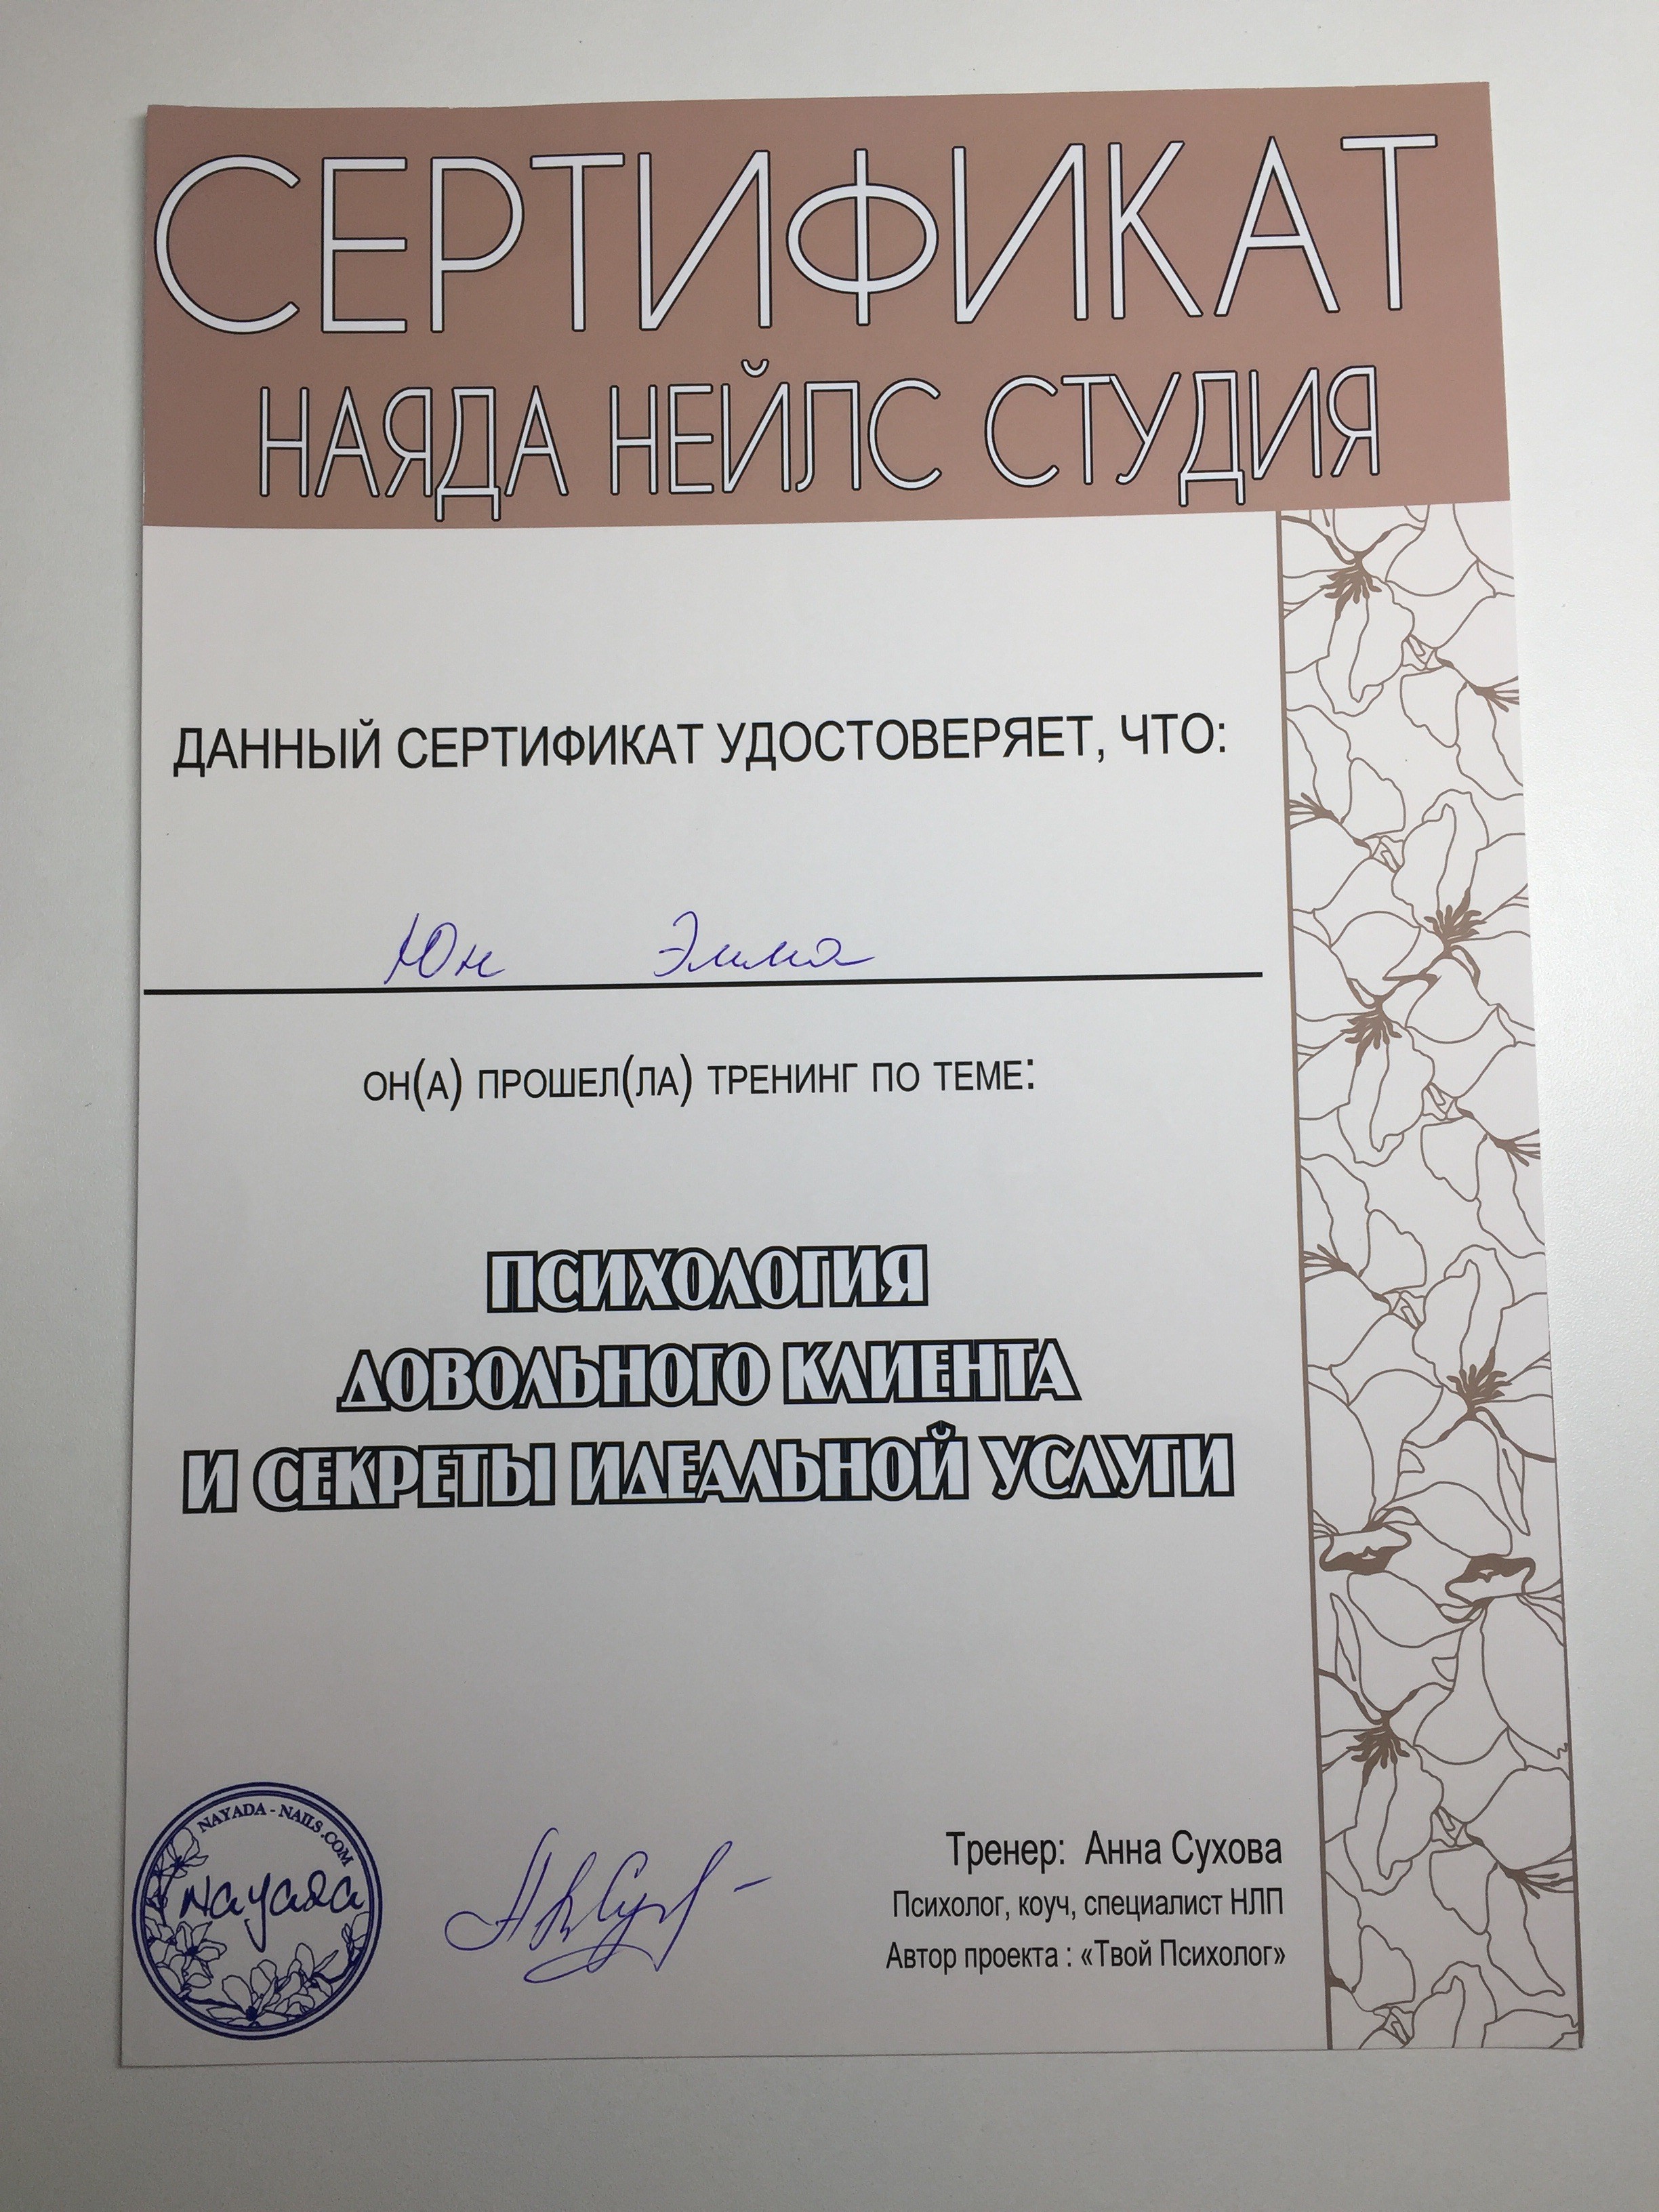 СЕРТИФИКАТ
НАЯДА НЕЙЛС СТУДИЯ
ДАННЫЙ СЕРТИФИКАТ УДОСТОВЕРЯЕТ, ЧТО:
Юн Эмма
ОН(А) ПРОШЕЛ(ЛА) ТРЕНИНГ ПО ТЕМЕ:
ПСИХОЛОГИЯ
ДОВОЛЬНОГО КЛИЕНТА
И СЕКРЕТЫ ИДЕАЛЬНОЙ УСЛУГИ
NAYADA - NAILS.COM
Nayada
Тренер: Анна Сухова
Психолог, коуч, специалист НЛП
Автор проекта : «Твой Психолог»